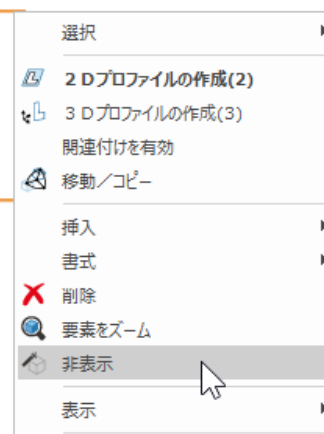 選択
２Ｄプロファイルの作成(2)
３Ｄプロファイルの作成(3)
関連付けを有効
移動／コピー
挿入
書式
削除
要素をズーム
非表示
表示